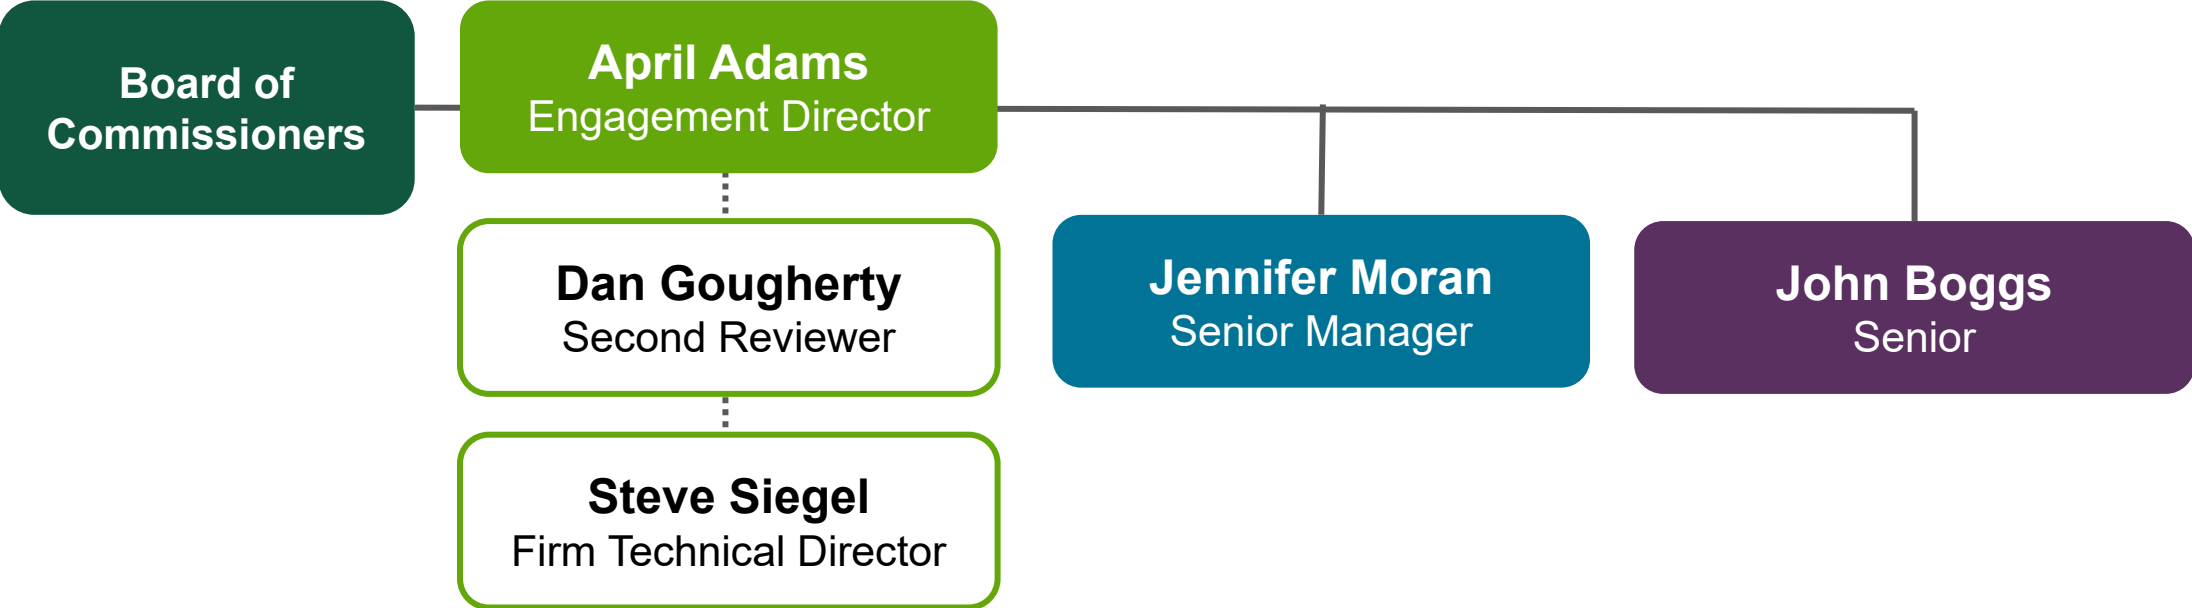 Board of
Commissioners
April Adams
Engagement Director
Dan Gougherty
Second Reviewer
Steve Siegel
Firm Technical Director
Jennifer Moran
Senior Manager
John Boggs
Senior